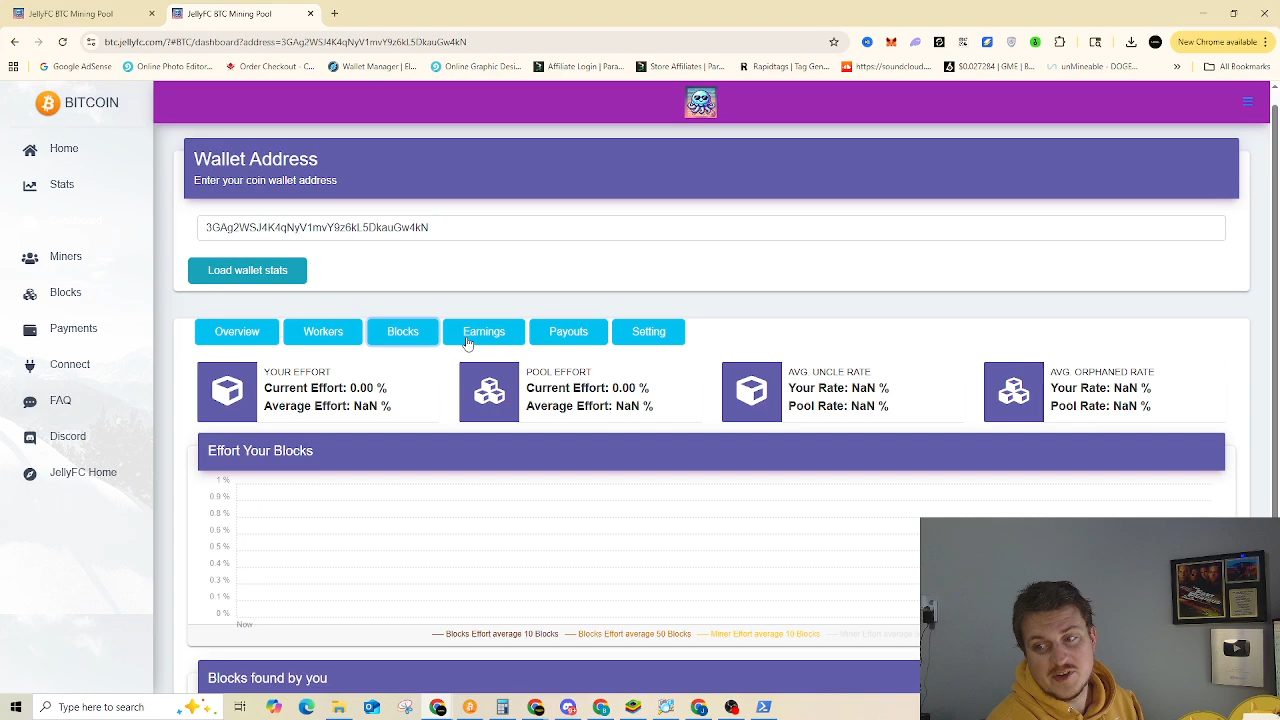 JellyFC BTC Mining Pool
JellyFC BTC Mining Pool
btc.jellyfc.com/?#BTC/dashboard?address=3GAg2WSJ4K4qNyV1mvY9z6kL5DkauGw4kN
New Chrome available
Google AdSense
Online Photo Editor...
Order Checkout - C...
Wallet Manager | El...
Online Graphic Desi...
Affiliate Login | Para...
Store Affiliates | Par...
Rapidtags | Tag Gen...
https://soundcloud....
$0.027284 | GME | B...
unMineable - DOGE...
All Bookmarks
BITCOIN
Home
Stats
Dashboard
Miners
Blocks
Payments
Connect
FAQ
Discord
JellyFC Home
Wallet Address
Enter your coin wallet address
3GAg2WSJ4K4qNyV1mvY9z6kL5DkauGw4kN
Load wallet stats
Overview
Workers
Blocks
Earnings
Payouts
Setting
YOUR EFFORT
Current Effort: 0.00 %
Average Effort: NaN %
POOL EFFORT
Current Effort: 0.00 %
Average Effort: NaN %
AVG. UNCLE RATE
Your Rate: NaN %
Pool Rate: NaN %
AVG. ORPHANED RATE
Your Rate: NaN %
Pool Rate: NaN %
Effort Your Blocks
1 %
0.9 %
0.8 %
0.6 %
0.5 %
0.4 %
0.3 %
0.1 %
0 %
Now
Blocks Effort average 10 Blocks
Blocks Effort average 50 Blocks
Miner Effort average 10 Blocks
Miner Effort average
Blocks found by you
Type here to search